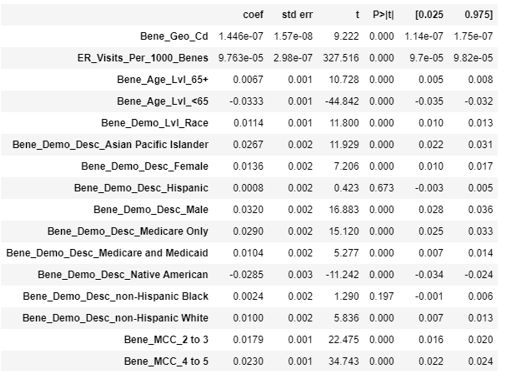 coef std err t P>|t| [0.025 0.975]
Bene_Geo_Cd 1.446e-07 1.57e-08 9.222 0.000 1.14e-07 1.75e-07
ER_Visits_Per_1000_Benes 9.763e-05 2.98e-07 327.516 0.000 9.7e-05 9.82e-05
Bene_Age_Lvl_65+ 0.0067 0.001 10.728 0.000 0.005 0.008
Bene_Age_Lvl_<65 -0.0333 0.001 -44.842 0.000 -0.035 -0.032
Bene_Demo_Lvl_Race 0.0114 0.001 11.800 0.000 0.010 0.013
Bene_Demo_Desc_Asian Pacific Islander 0.0267 0.002 11.929 0.000 0.022 0.031
Bene_Demo_Desc_Female 0.0136 0.002 7.206 0.000 0.010 0.017
Bene_Demo_Desc_Hispanic 0.0008 0.002 0.423 0.673 -0.003 0.005
Bene_Demo_Desc_Male 0.0320 0.002 16.883 0.000 0.028 0.036
Bene_Demo_Desc_Medicare Only 0.0290 0.002 15.120 0.000 0.025 0.033
Bene_Demo_Desc_Medicare and Medicaid 0.0104 0.002 5.277 0.000 0.007 0.014
Bene_Demo_Desc_Native American -0.0285 0.003 -11.242 0.000 -0.034 -0.024
Bene_Demo_Desc_non-Hispanic Black 0.0024 0.002 1.290 0.197 -0.001 0.006
Bene_Demo_Desc_non-Hispanic White 0.0100 0.002 5.836 0.000 0.007 0.013
Bene_MCC_2 to 3 0.0179 0.001 22.475 0.000 0.016 0.020
Bene_MCC_4 to 5 0.0230 0.001 34.743 0.000 0.022 0.024